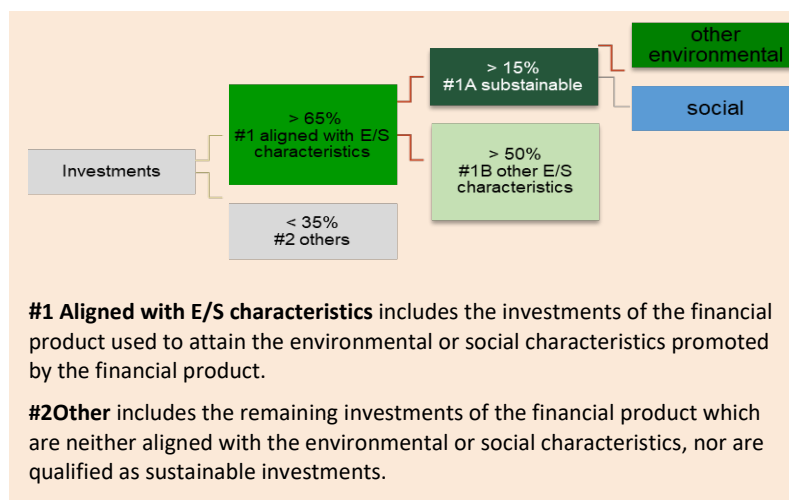 other
environmental
> 15%
#1A substainable
social
> 65%
#1 aligned with E/S
characteristics
> 50%
#1B other E/S
characteristics
Investments
< 35%
#2 others
#1 Aligned with E/S characteristics includes the investments of the financial
product used to attain the environmental or social characteristics promoted
by the financial product.
#2Other includes the remaining investments of the financial product which
are neither aligned with the environmental or social characteristics, nor are
qualified as sustainable investments.